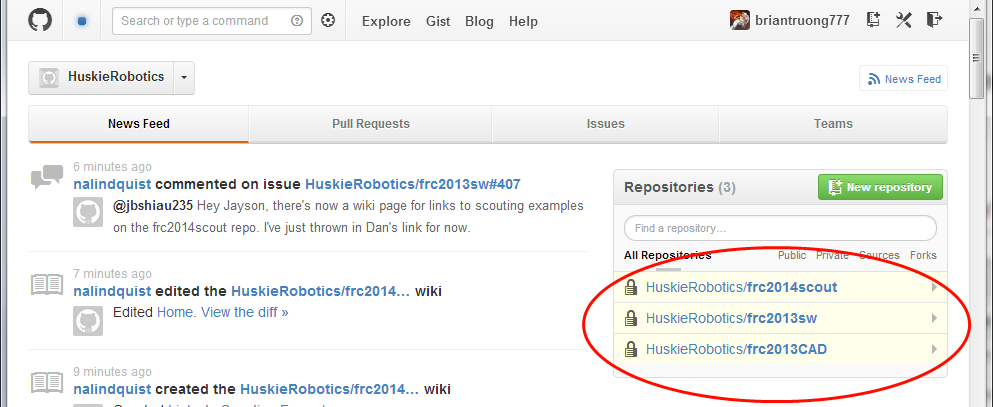 Search or type a command
Explore Gist Blog Help
briantruong777
HuskieRobotics
News Feed
News Feed Pull Requests Issues Teams
6 minutes ago
nalindquist commented on issue HuskieRobotics/frc2013sw#407
@jbshiau235 Hey Jayson, there's now a wiki page for links to scouting examples
on the frc2014scout repo. I've just thrown in Dan's link for now.
7 minutes ago
nalindquist edited the HuskieRobotics/frc2014… wiki
Edited Home. View the diff »
9 minutes ago
nalindquist created the HuskieRobotics/frc2014… wiki
Repositories (3)
New repository
Find a repository…
All Repositories Public Private Sources Forks
HuskieRobotics/frc2014scout
HuskieRobotics/frc2013sw
HuskieRobotics/frc2013CAD